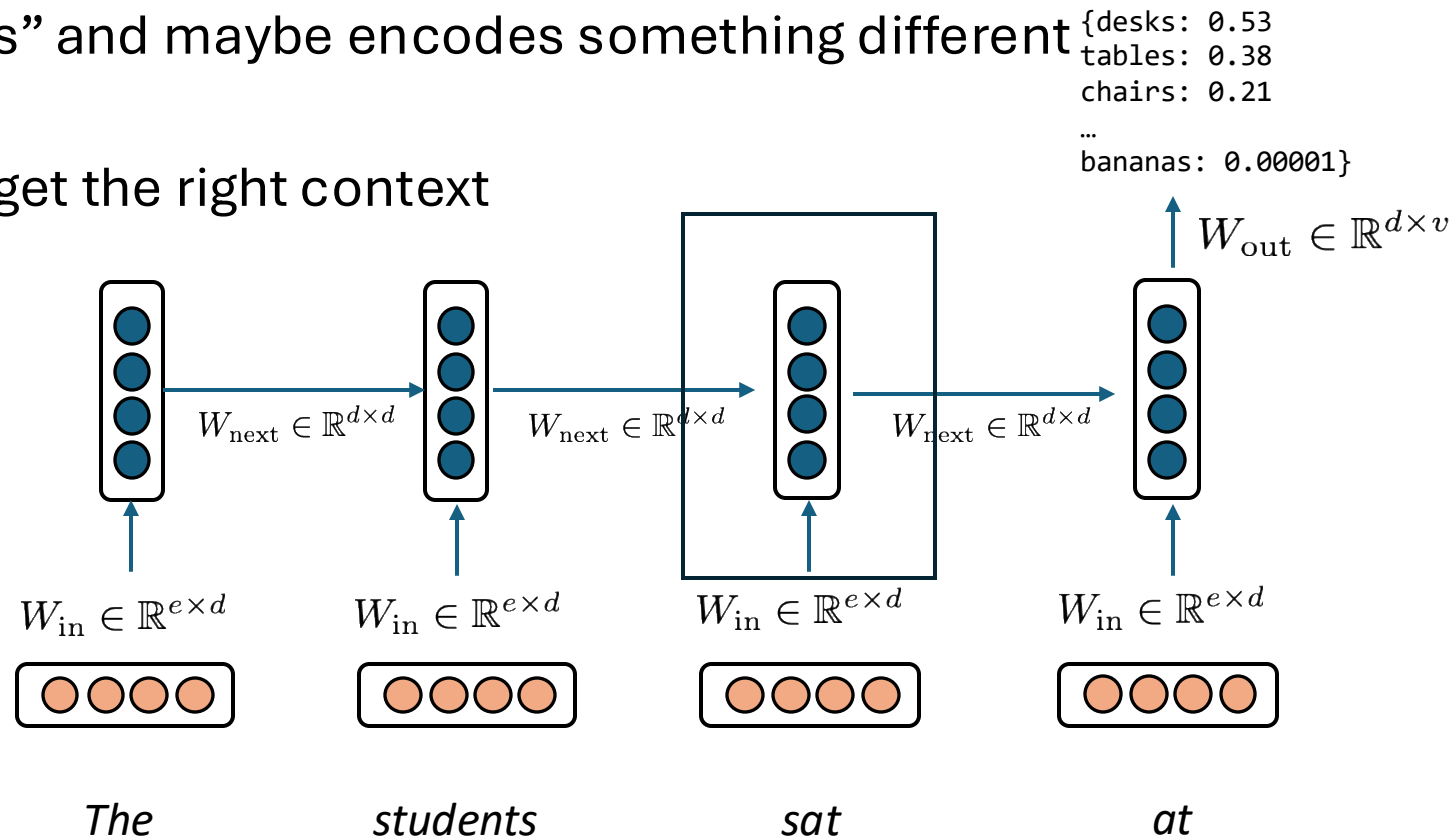 s” and maybe encodes something different
{desks: 0.53
tables: 0.38
chairs: 0.21
…
bananas: 0.00001}
get the right context
W_out ∈ ℝ^{d×v}
W_next ∈ ℝ^{d×d}
W_next ∈ ℝ^{d×d}
W_next ∈ ℝ^{d×d}
W_in ∈ ℝ^{e×d}
W_in ∈ ℝ^{e×d}
W_in ∈ ℝ^{e×d}
W_in ∈ ℝ^{e×d}
The
students
sat
at